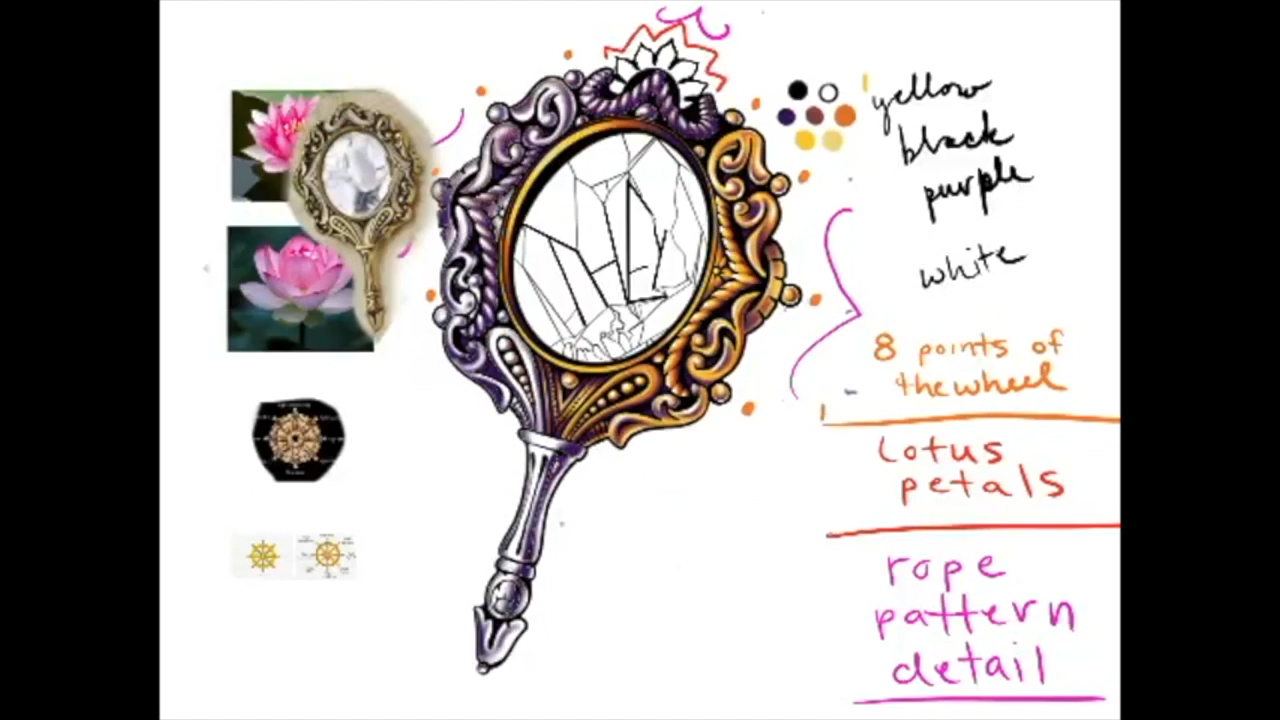 yellow
black
purple
white
8 points of
the wheel
lotus
petals
rope
pattern
detail